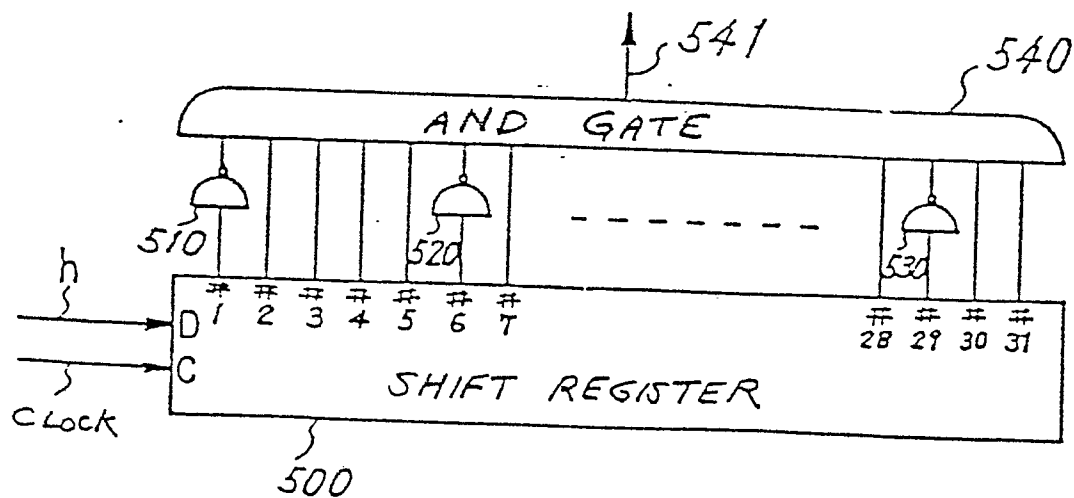 541
540
AND GATE
510
520
530
h
#1 #2 #3 #4 #5 #6 #7 #28 #29 #30 #31
D
C
CLOCK
SHIFT REGISTER
500